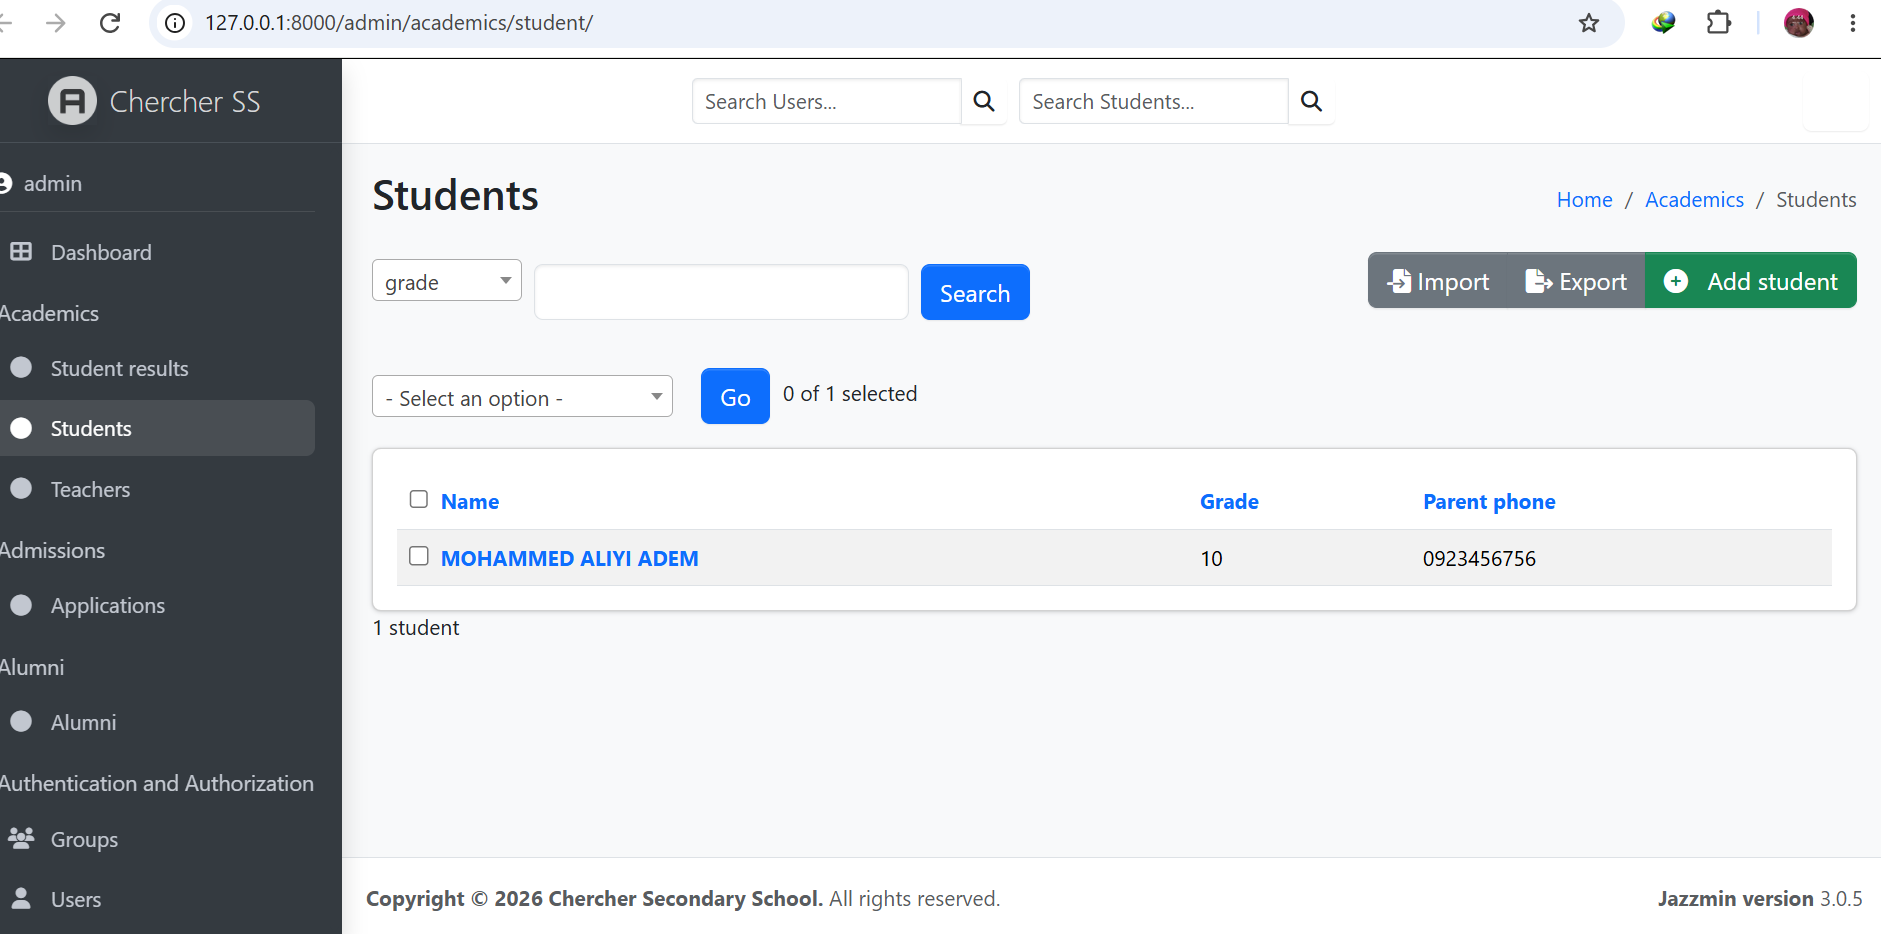 127.0.0.1:8000/admin/academics/student/
Chercher SS
Search Users...
Search Students...
admin
Students
Home / Academics / Students
Dashboard
grade
Search
Import
Export
Add student
Academics
Student results
- Select an option -
Go
0 of 1 selected
Students
Teachers
Name Grade Parent phone
MOHAMMED ALIYI ADEM 10 0923456756
1 student
Admissions
Applications
Alumni
Alumni
Authentication and Authorization
Groups
Users
Copyright © 2026 Chercher Secondary School. All rights reserved.
Jazzmin version 3.0.5